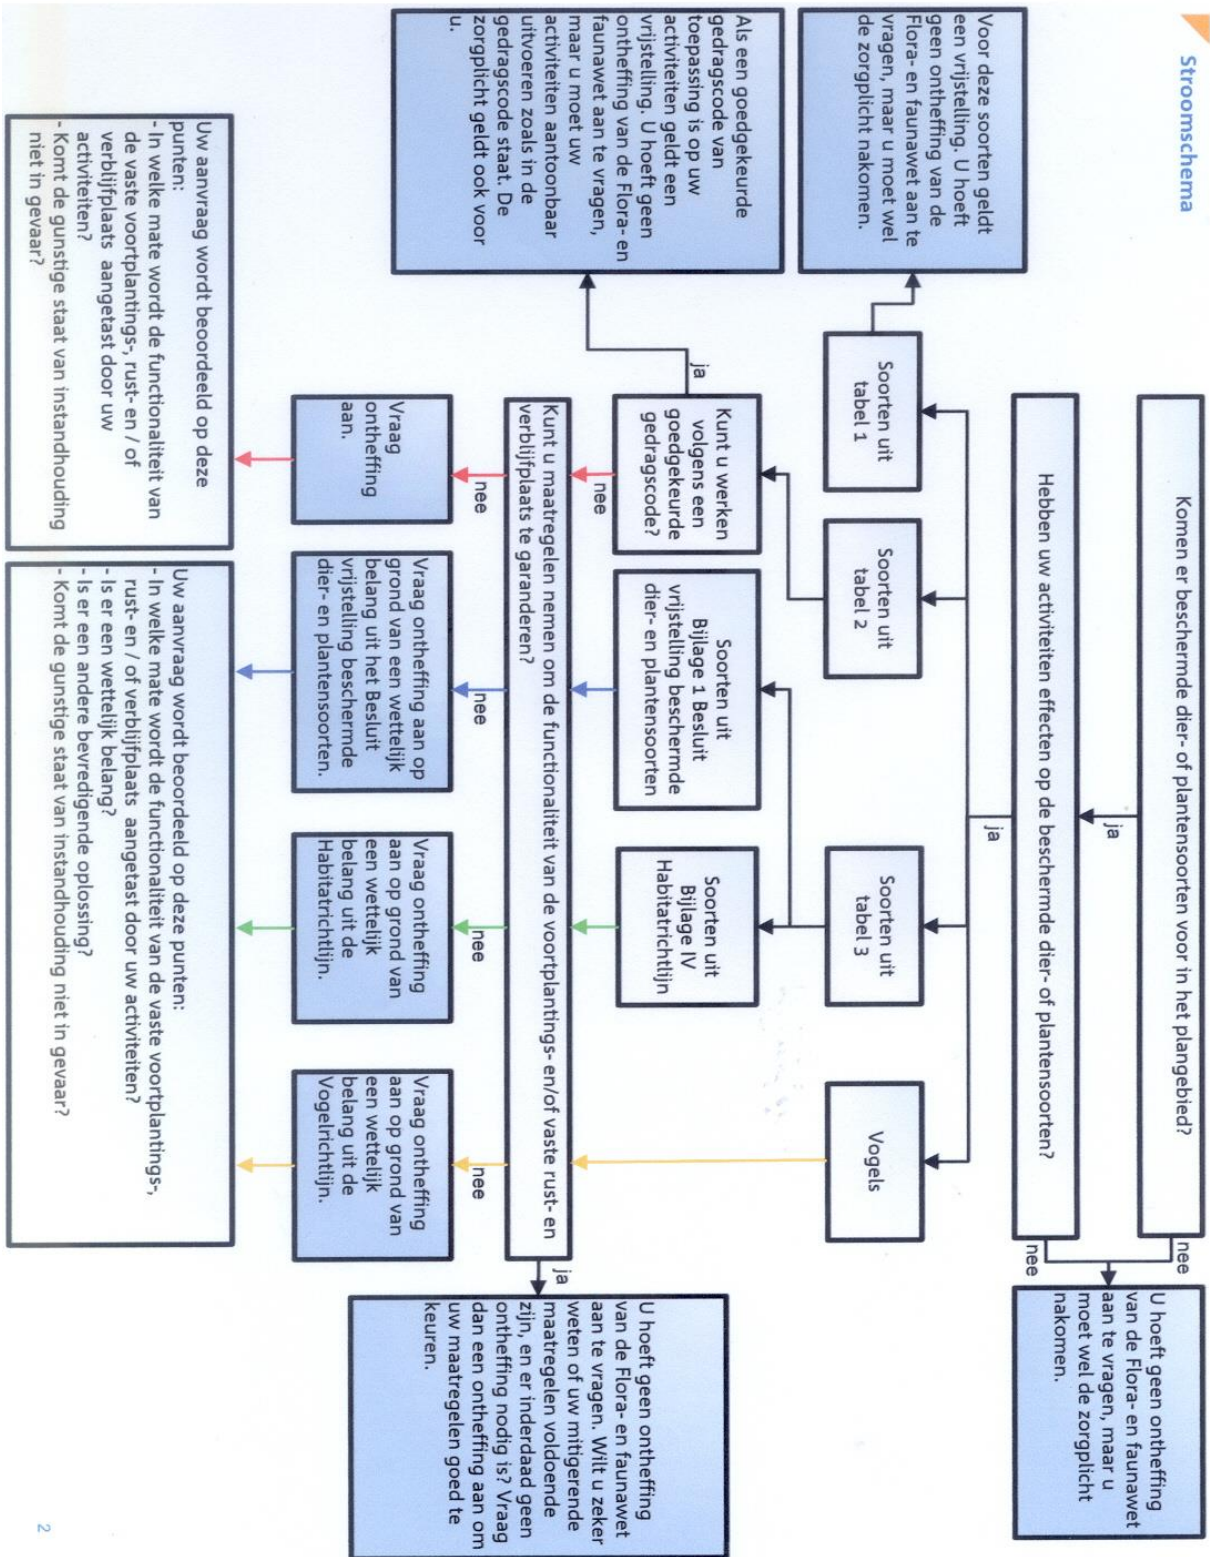 Stroomschema
Komen er beschermde dier- of plantensoorten voor in het plangebied?
nee
ja
U hoeft geen ontheffing
van de Flora- en faunawet
aan te vragen, maar u
moet wel de zorgplicht
nakomen.
Hebben uw activiteiten effecten op de beschermde dier- of plantensoorten?
nee
ja
Voor deze soorten geldt
een vrijstelling. U hoeft
geen ontheffing van de
Flora- en faunawet aan te
vragen, maar u moet wel
de zorgplicht nakomen.
Soorten uit
tabel 1
Soorten uit
tabel 2
Soorten uit
tabel 3
Vogels
Als een goedgekeurde
gedragscode van
toepassing is op uw
activiteiten geldt een
vrijstelling. U hoeft geen
ontheffing van de Flora- en
faunawet aan te vragen,
maar u moet uw
activiteiten aantoonbaar
uitvoeren zoals in de
gedragscode staat. De
zorgplicht geldt ook voor
u.
ja
Kunt u werken
volgens een
goedgekeurde
gedragscode?
nee
Soorten uit
Bijlage 1 Besluit
vrijstelling beschermde
dier- en plantensoorten
Soorten uit
Bijlage IV
Habitatrichtlijn
Kunt u maatregelen nemen om de functionaliteit van de voortplantings- en/of vaste rust- en
verblijfplaats te garanderen?
ja
nee
nee
nee
nee
U hoeft geen ontheffing
van de Flora- en faunawet
aan te vragen. Wilt u zeker
weten of uw mitigerende
maatregelen voldoende
zijn, en er inderdaad geen
ontheffing nodig is? Vraag
dan een ontheffing aan om
uw maatregelen goed te
keuren.
Vraag
ontheffing
aan.
Vraag ontheffing aan op
grond van een wettelijk
belang uit het Besluit
vrijstelling beschermde
dier- en plantensoorten.
Vraag ontheffing
aan op grond van
een wettelijk
belang uit de
Habitatrichtlijn.
Vraag ontheffing
aan op grond van
een wettelijk
belang uit de
Vogelrichtlijn.
Uw aanvraag wordt beoordeeld op deze
punten:
- In welke mate wordt de functionaliteit van
de vaste voortplantings-, rust- en / of
verblijfplaats aangetast door uw
activiteiten?
- Komt de gunstige staat van instandhouding
niet in gevaar?
Uw aanvraag wordt beoordeeld op deze punten:
- In welke mate wordt de functionaliteit van de vaste voortplantings-,
rust- en / of verblijfplaats aangetast door uw activiteiten?
- Is er een wettelijk belang?
- Is er een andere bevredigende oplossing?
- Komt de gunstige staat van instandhouding niet in gevaar?
2